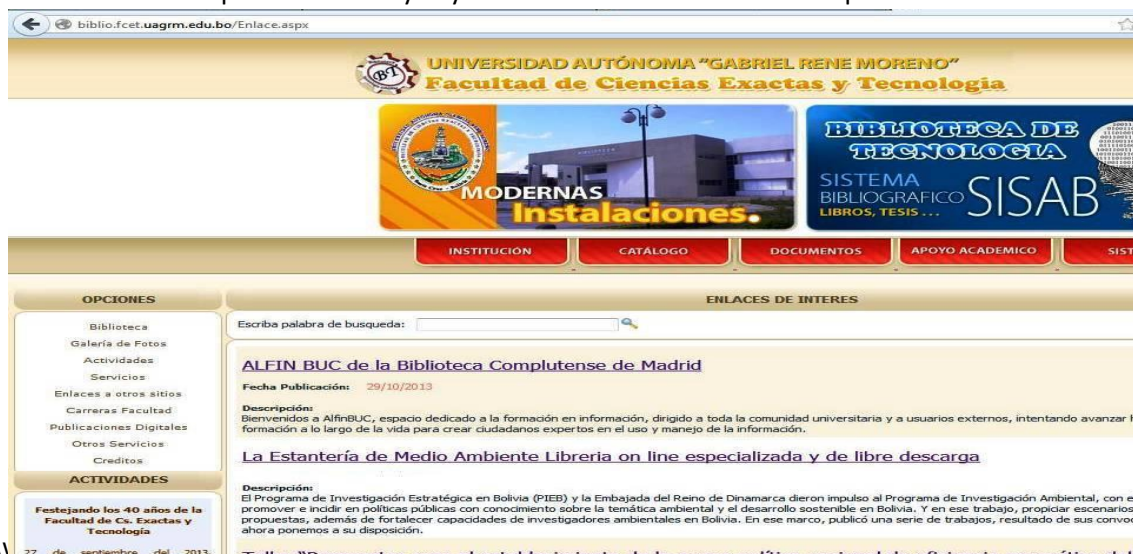 biblio.fcet.uagrm.edu.bo/Enlace.aspx
UNIVERSIDAD AUTÓNOMA "GABRIEL RENE MORENO"
Facultad de Ciencias Exactas y Tecnología
BT
MODERNAS
Instalaciones.
BIBLIOTECA DE
TECNOLOGIA
SISTEMA
BIBLIOGRAFICO SISAB
LIBROS, TESIS ...
INSTITUCIÓN CATÁLOGO DOCUMENTOS APOYO ACADEMICO
OPCIONES
Biblioteca
Galería de Fotos
Actividades
Servicios
Enlaces a otros sitios
Carreras Facultad
Publicaciones Digitales
Otros Servicios
Creditos
ACTIVIDADES
Festejando los 40 años de la
Facultad de Cs. Exactas y
Tecnología
27 de septiembre del 2013
ENLACES DE INTERES
Escriba palabra de busqueda:
ALFIN BUC de la Biblioteca Complutense de Madrid
Fecha Publicación: 29/10/2013
Descripción:
Bienvenidos a AlfinBUC, espacio dedicado a la formación en información, dirigido a toda la comunidad universitaria y a usuarios externos, intentando avanzar
formación a lo largo de la vida para crear ciudadanos expertos en el uso y manejo de la información.
La Estantería de Medio Ambiente Libreria on line especializada y de libre descarga
Descripción:
El Programa de Investigación Estratégica en Bolivia (PIEB) y la Embajada del Reino de Dinamarca dieron impulso al Programa de Investigación Ambiental, con
promover e incidir en políticas públicas con conocimiento sobre la temática ambiental y el desarrollo sostenible en Bolivia. Y en ese trabajo, propiciar escenarios
propuestas, además de fortalecer capacidades de investigadores ambientales en Bolivia. En ese marco, publicó una serie de trabajos, resultado de sus
ahora ponemos a su disposición.